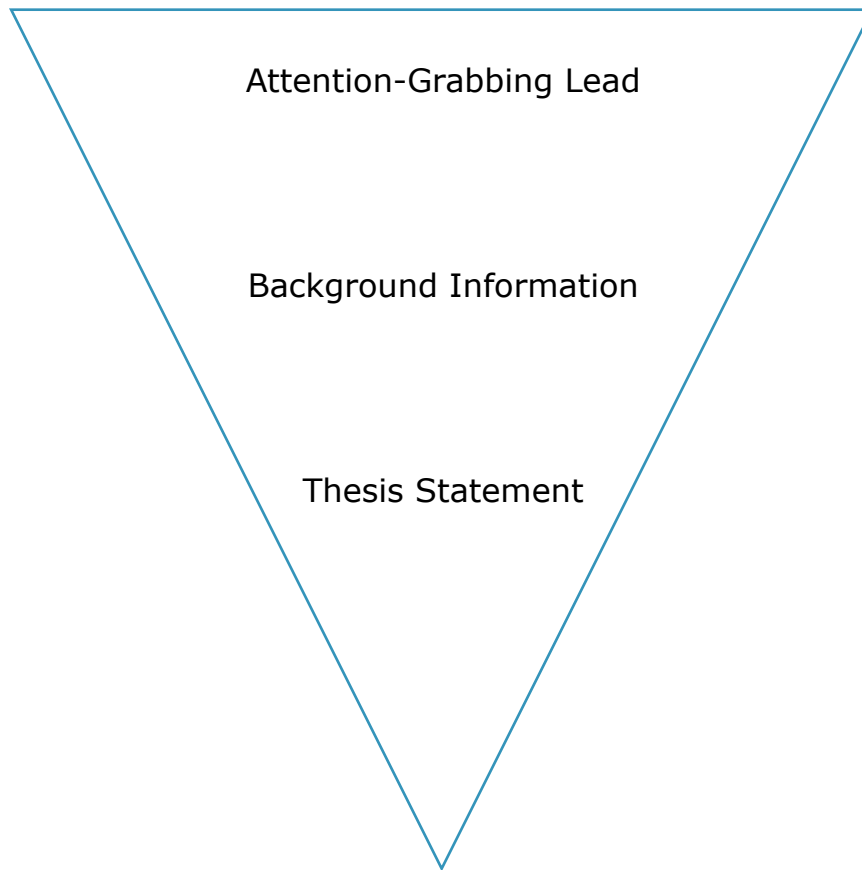 Attention-Grabbing Lead
Background Information
Thesis Statement